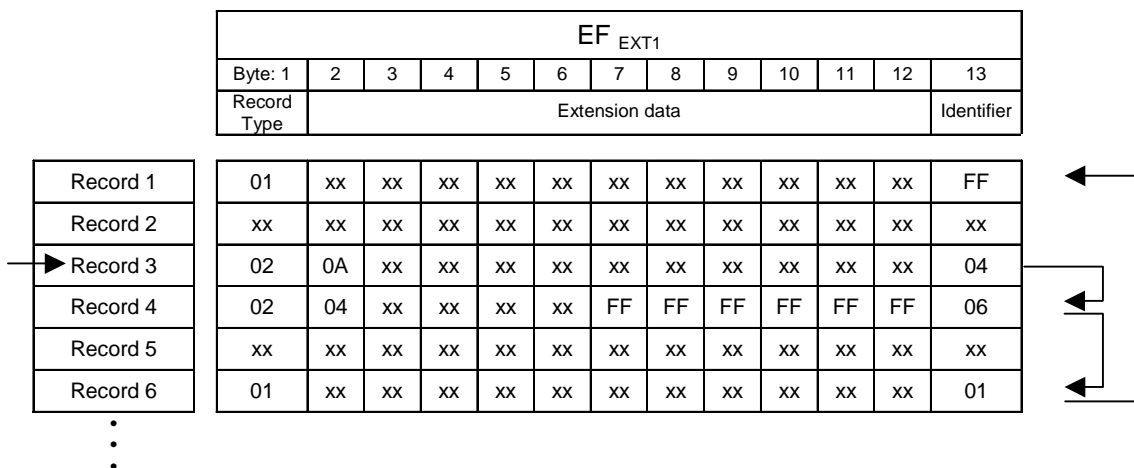 EF EXT1
Byte: 1 2 3 4 5 6 7 8 9 10 11 12 13
Record Type Extension data Identifier
Record 1 01 xx xx xx xx xx xx xx xx xx xx xx FF
Record 2 xx xx xx xx xx xx xx xx xx xx xx xx xx
Record 3 02 0A xx xx xx xx xx xx xx xx xx xx 04
Record 4 02 04 xx xx xx xx FF FF FF FF FF FF 06
Record 5 xx xx xx xx xx xx xx xx xx xx xx xx xx
Record 6 01 xx xx xx xx xx xx xx xx xx xx xx 01